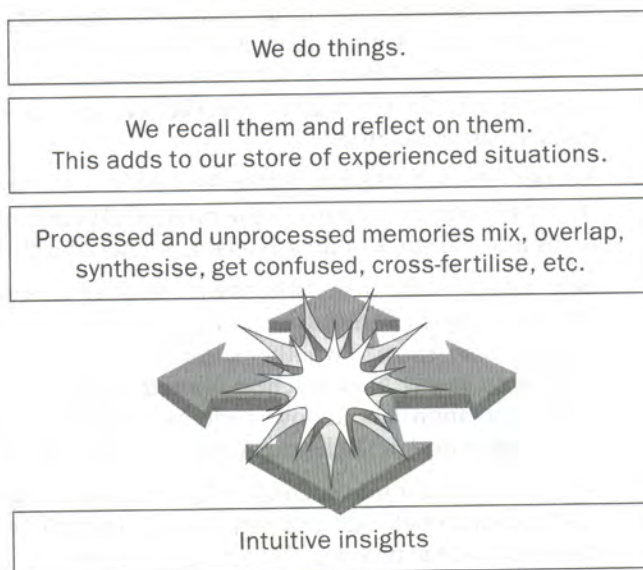 We do things.
We recall them and reflect on them.
This adds to our store of experienced situations.
Processed and unprocessed memories mix, overlap,
synthesise, get confused, cross-fertilise, etc.
Intuitive insights